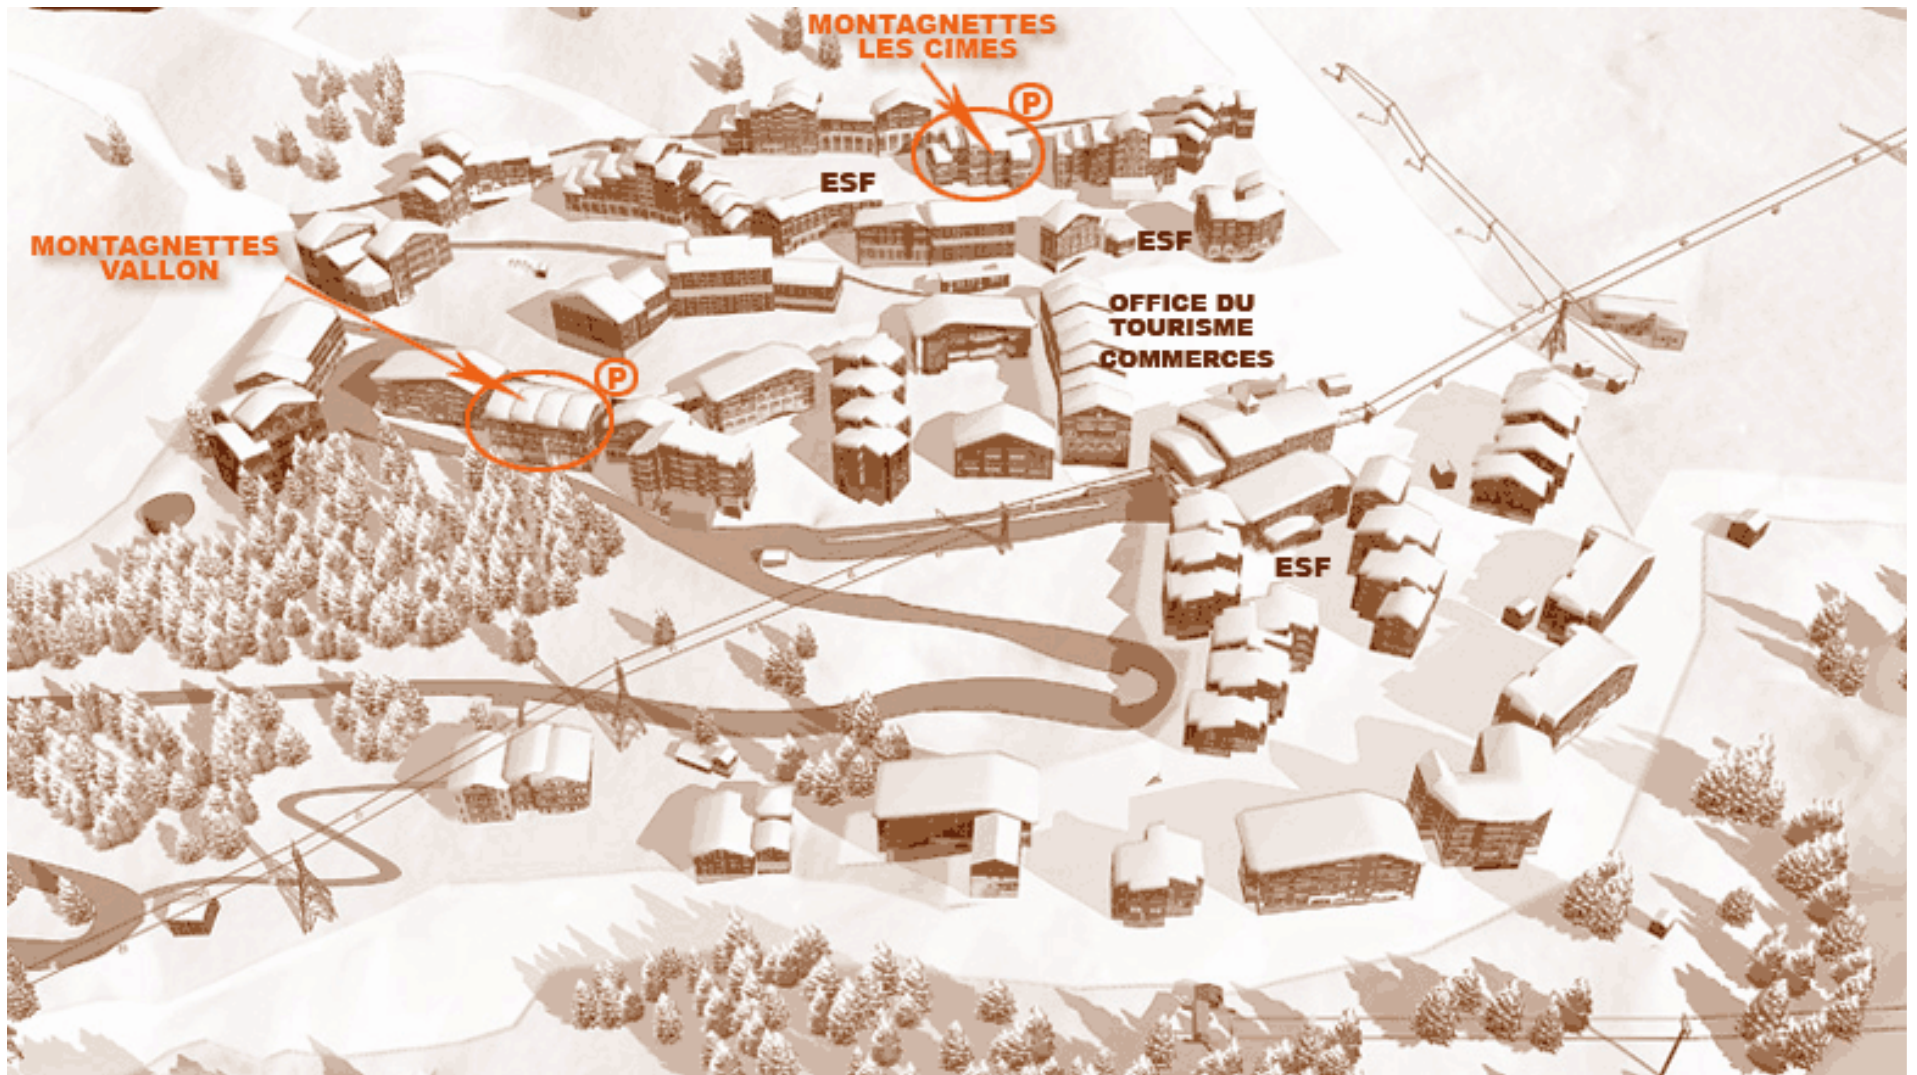 MONTAGNETTES
LES CIMES
P
ESF
MONTAGNETTES
VALLON
ESF
OFFICE DU
TOURISME
COMMERCES
P
ESF